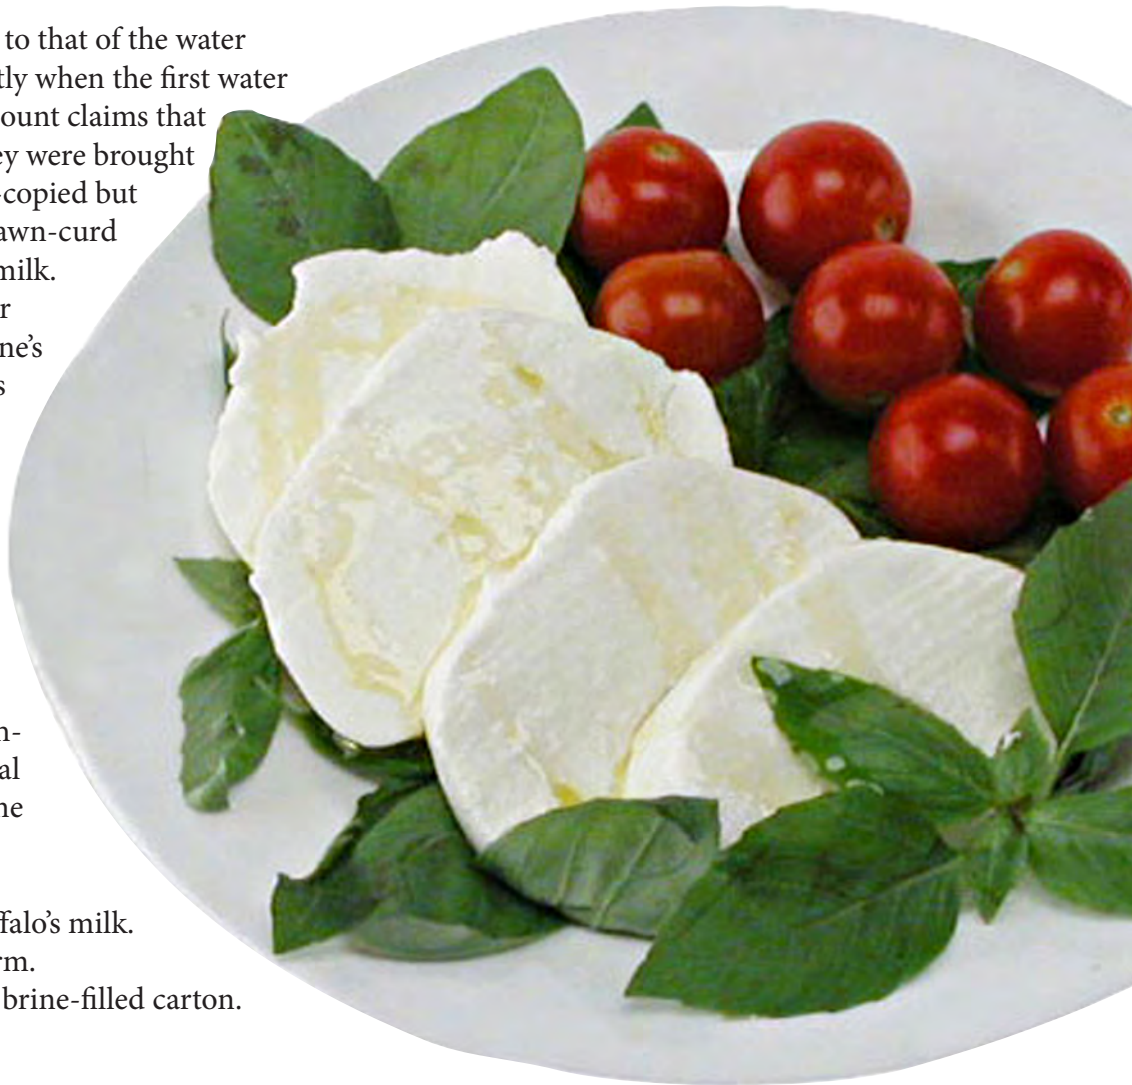 to that of the water
tly when the first water
ount claims that
ey were brought
-copied but
awn-curd
milk.
r
ne’s
s
n-
al
ne
falo’s milk.
rm.
brine-filled carton.